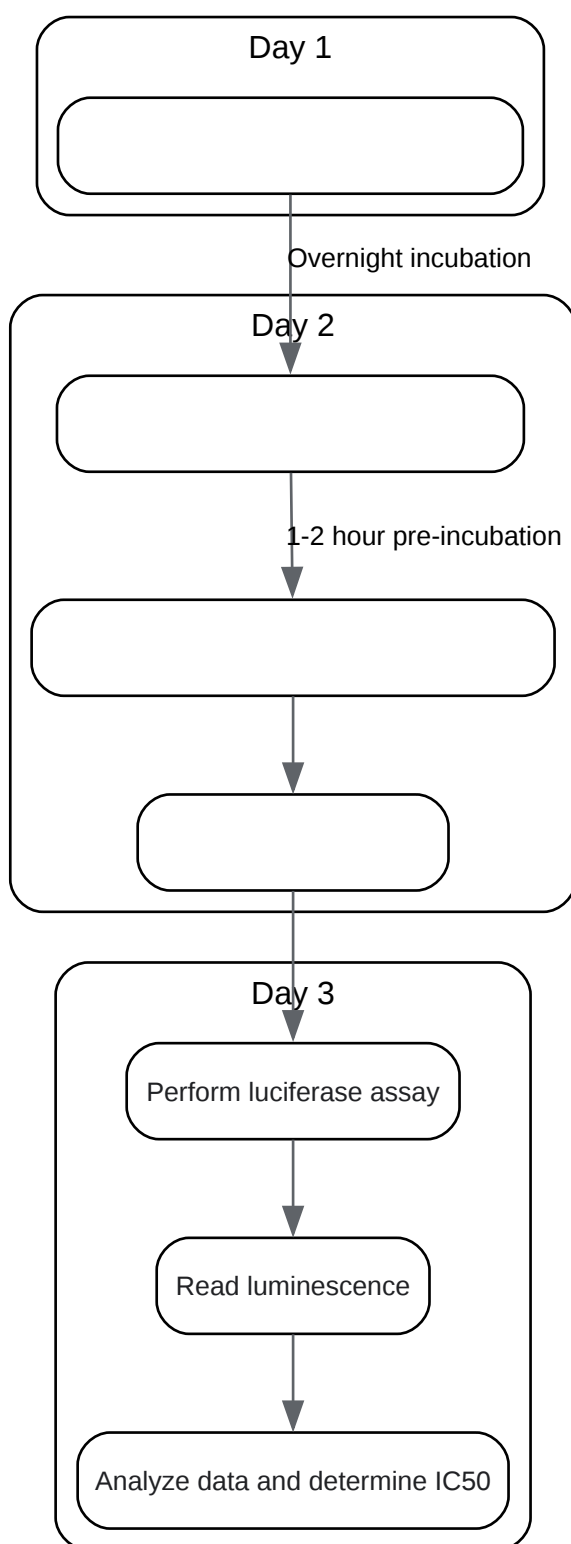 Day 1
Overnight incubation
Day 2
1-2 hour pre-incubation
Day 3
Perform luciferase assay
Read luminescence
Analyze data and determine IC50